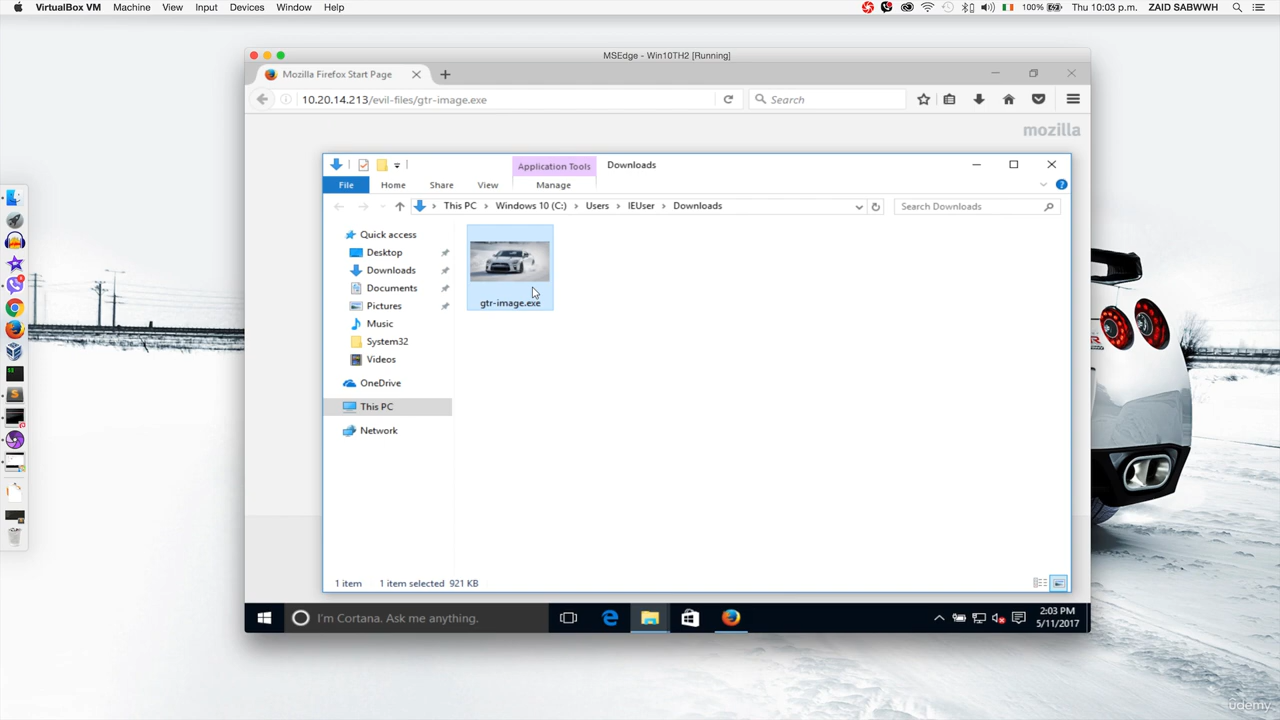 VirtualBox VM Machine View Input Devices Window Help 100% Thu 10:03 p.m. ZAID SABWWH
MSEdge - Win10TH2 [Running]
Mozilla Firefox Start Page
10.20.14.213/evil-files/gtr-image.exe Search
mozilla
Application Tools Downloads
File Home Share View Manage
This PC Windows 10 (C:) Users IEUser Downloads Search Downloads
Quick access
Desktop
Downloads
Documents
Pictures
Music
System32
Videos
OneDrive
This PC
Network
gtr-image.exe
1 item 1 item selected 921 KB
I'm Cortana. Ask me anything.
2:03 PM
5/11/2017
ûdemy